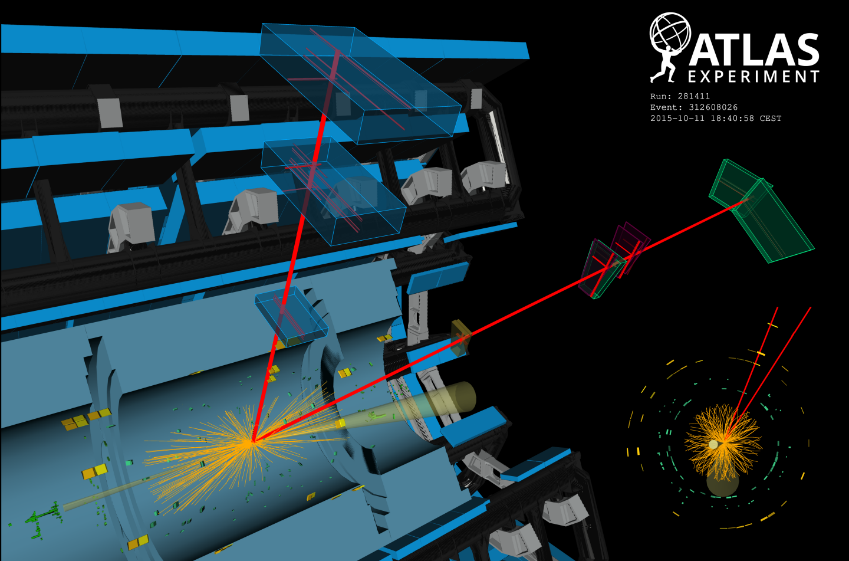 ATLAS
EXPERIMENT
Run: 281411
Event: 312608026
2015-10-11 18:40:58 CEST